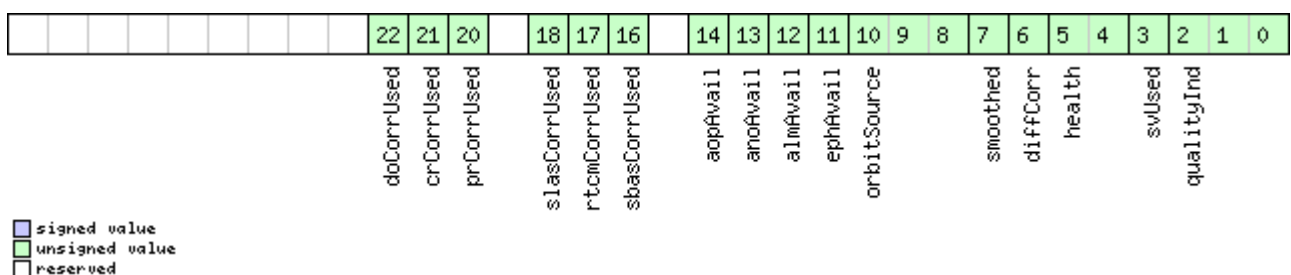 22 21 20 18 17 16 14 13 12 11 10 9 8 7 6 5 4 3 2 1 0
doCorrUsed
crCorrUsed
prCorrUsed
slasCorrUsed
rtcmCorrUsed
sbasCorrUsed
aopAvail
anoAvail
almAvail
ephAvail
orbitSource
smoothed
diffCorr
health
svUsed
qualityInd
signed value
unsigned value
reserved